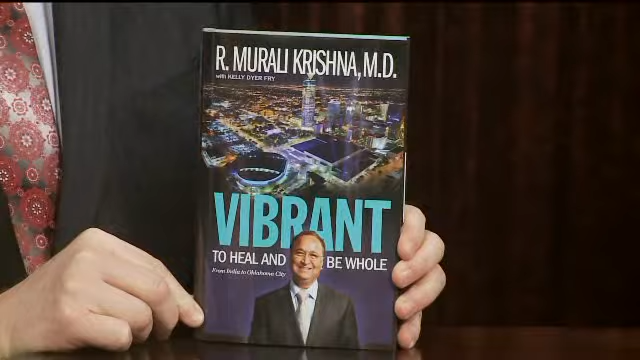 R. MURALI KRISHNA, M.D.
with KELLY DYER FRY
VIBRANT
TO HEAL AND BE WHOLE
From India to Oklahoma City